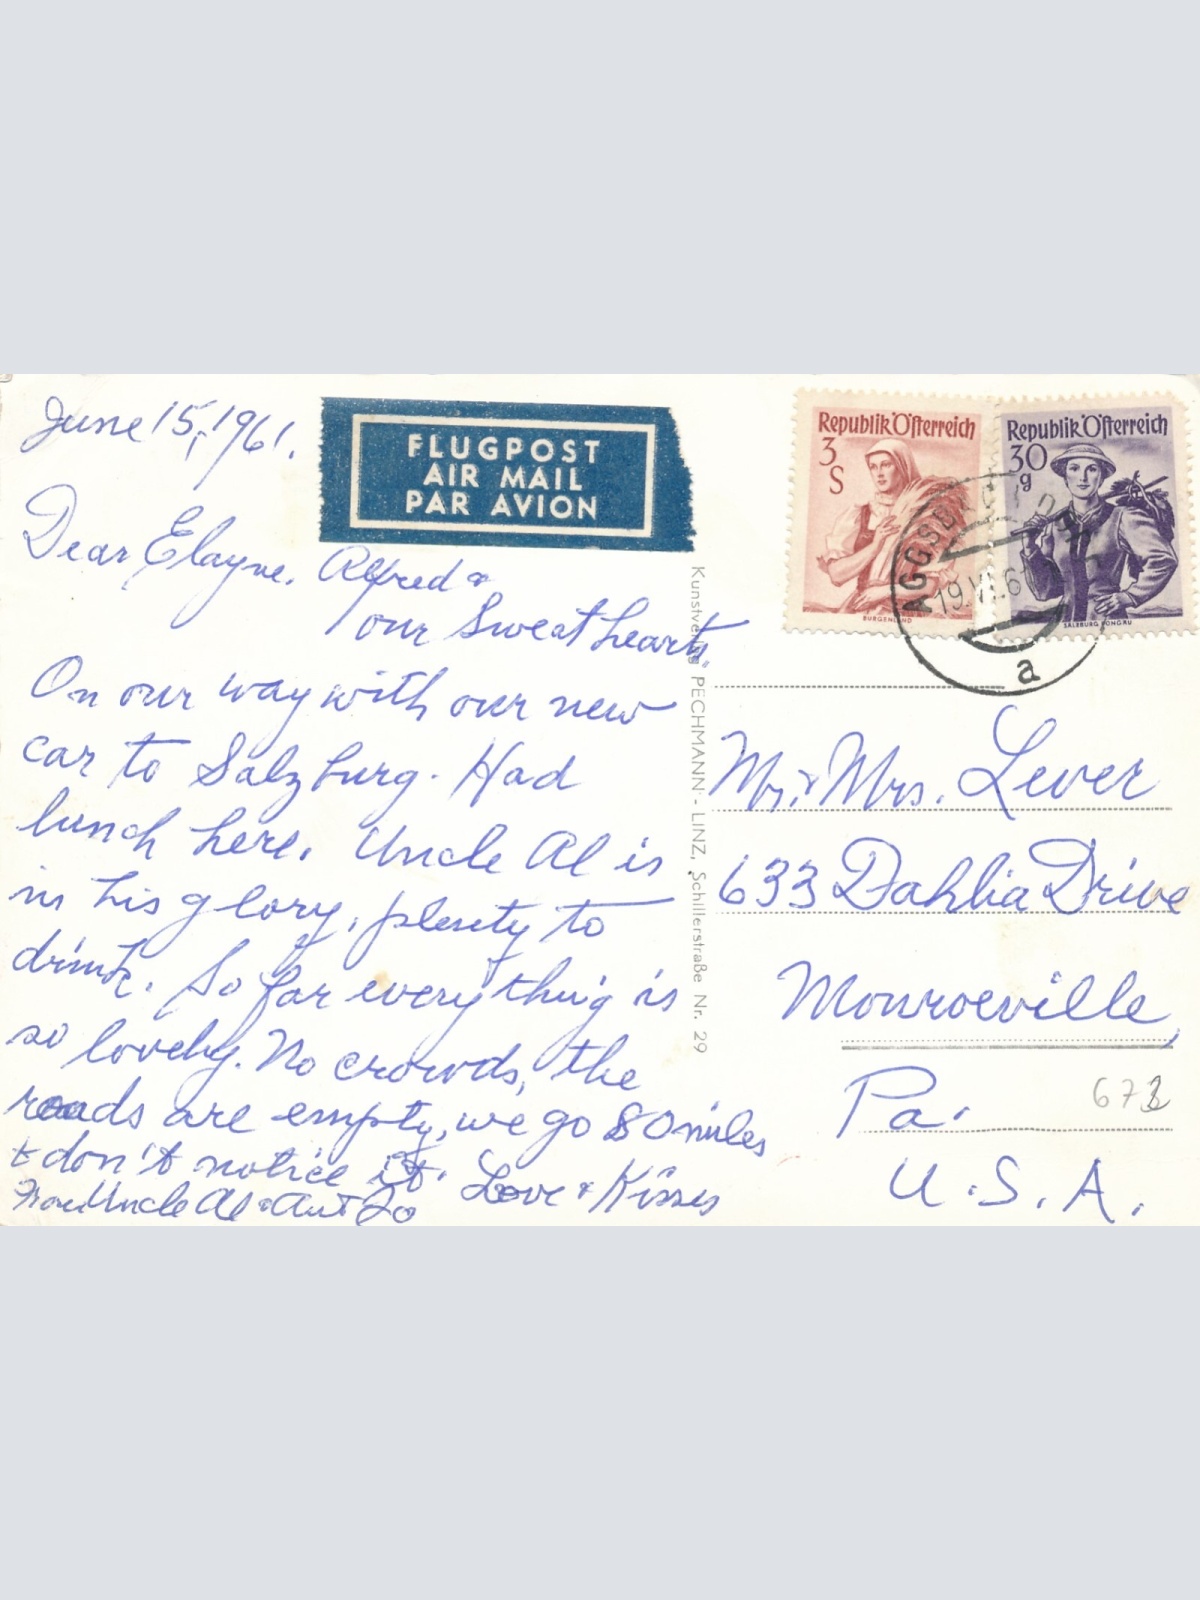 June 15, 1961.
FLUGPOST
AIR MAIL
PAR AVION
Dear Elayne, Alfred &
our Sweathearts.
On our way with our new
car to Salzburg. Had
lunch here. Uncle Al is
in his glory, plenty to
drink. So far everything is
so lovely. No crowds, the
roads are empty, we go 80 miles
& don't notice it. Love & Kisses
From Uncle Al & Aunt Jo
Kunstverlag PECHMANN - LINZ, Schillerstraße Nr. 29
Republik Österreich
3
S
BURGENLAND
Republik Österreich
30
g
SALZBURG, PONGAU
19.VI.6
a
Mr. & Mrs. Lever
633 Dahlia Drive
Monroeville,
Pa.
U.S.A.